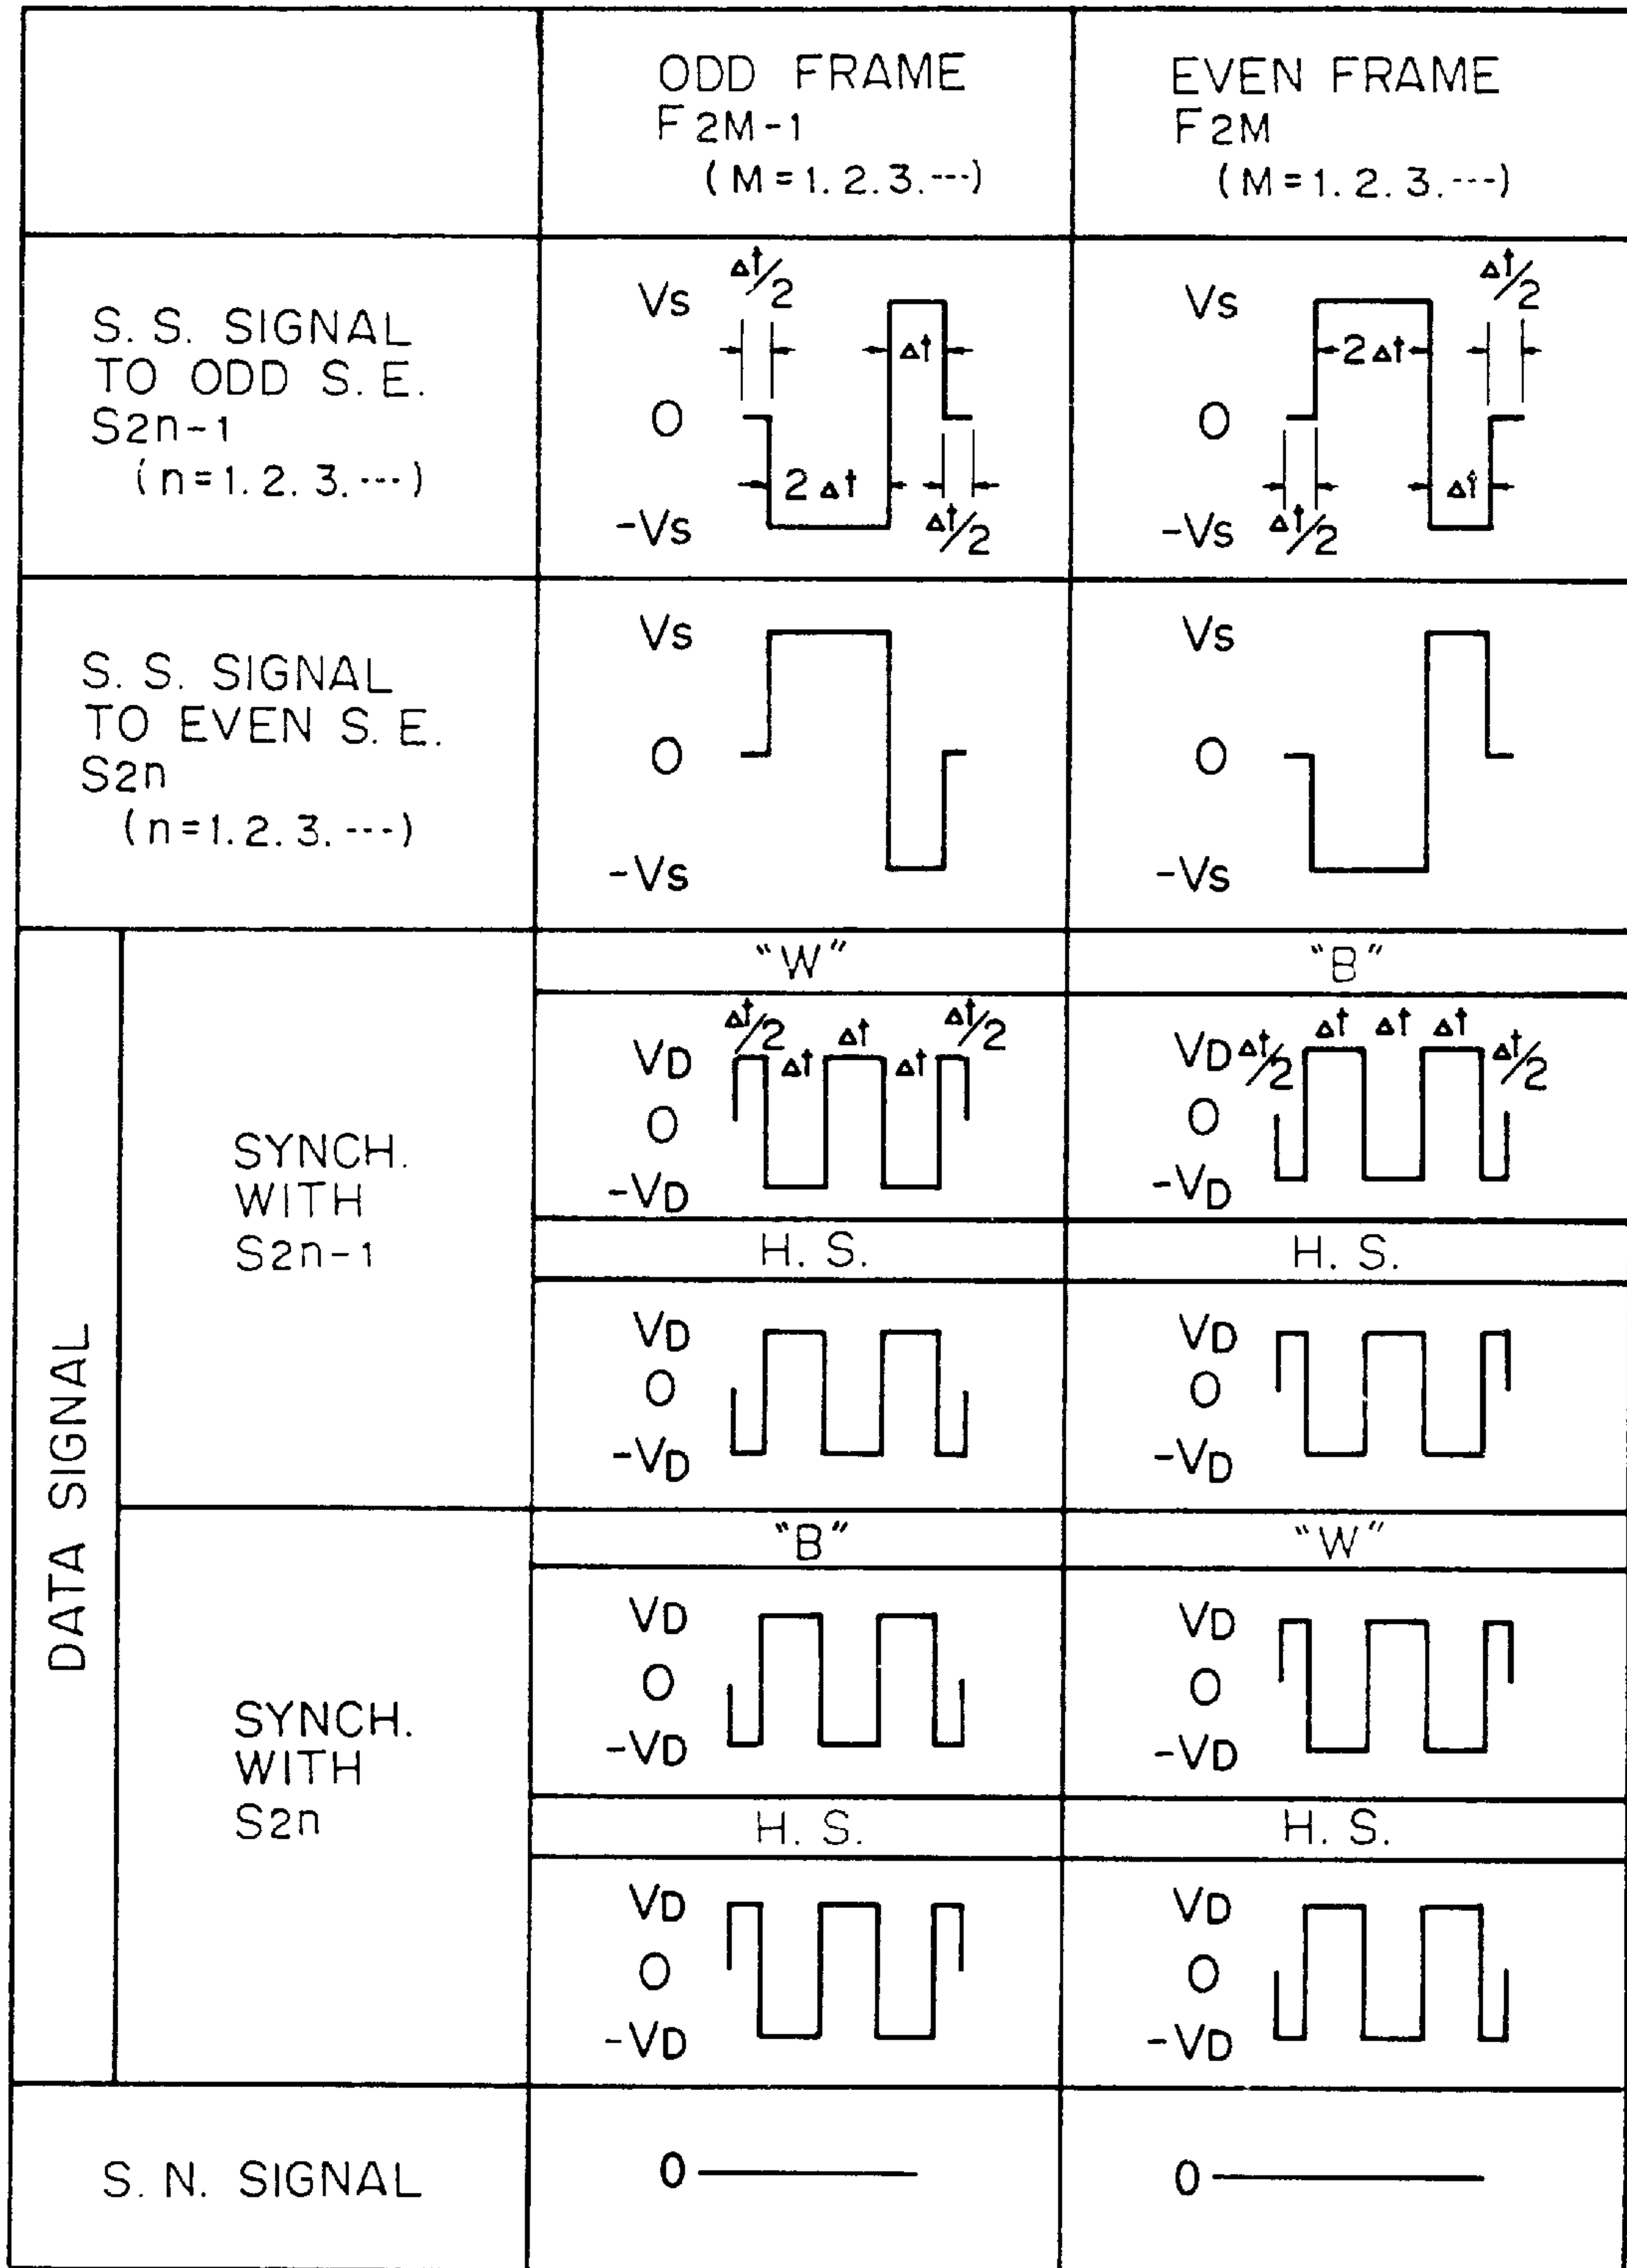 ODD FRAME
F2M-1
(M=1.2.3.---)
EVEN FRAME
F2M
(M=1.2.3.---)
S.S. SIGNAL
TO ODD S.E.
S2n-1
(n=1.2.3.---)
Vs
0
-Vs
Δt/2
2Δt
Δt
Δt/2
Vs
0
-Vs
Δt/2
2Δt
Δt
Δt/2
S.S. SIGNAL
TO EVEN S.E.
S2n
(n=1.2.3.---)
Vs
0
-Vs
Vs
0
-Vs
DATA SIGNAL
SYNCH.
WITH
S2n-1
"W"
VD
0
-VD
Δt/2 Δt Δt Δt Δt/2
"B"
VD
0
-VD
Δt/2 Δt Δt Δt Δt/2
H.S.
VD
0
-VD
H.S.
VD
0
-VD
SYNCH.
WITH
S2n
"B"
VD
0
-VD
"W"
VD
0
-VD
H.S.
VD
0
-VD
H.S.
VD
0
-VD
S.N. SIGNAL
0
0